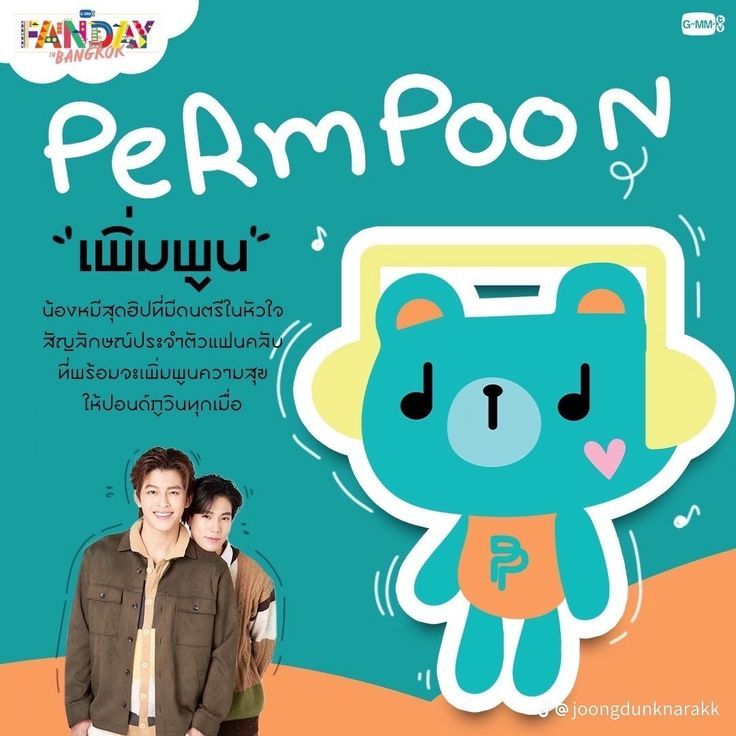 FANDAY
IN BANGKOK
GMMTV
PERMPOON
เพิ่มพูน
น้องหมีสุดฮิปที่มีดนตรีในหัวใจ
สัญลักษณ์ประจำตัวแฟนคลับ
ที่พร้อมจะเพิ่มพูนความสุข
ให้ปอนด์ภูวินทุกเมื่อ
PP
@joongdunknarakk